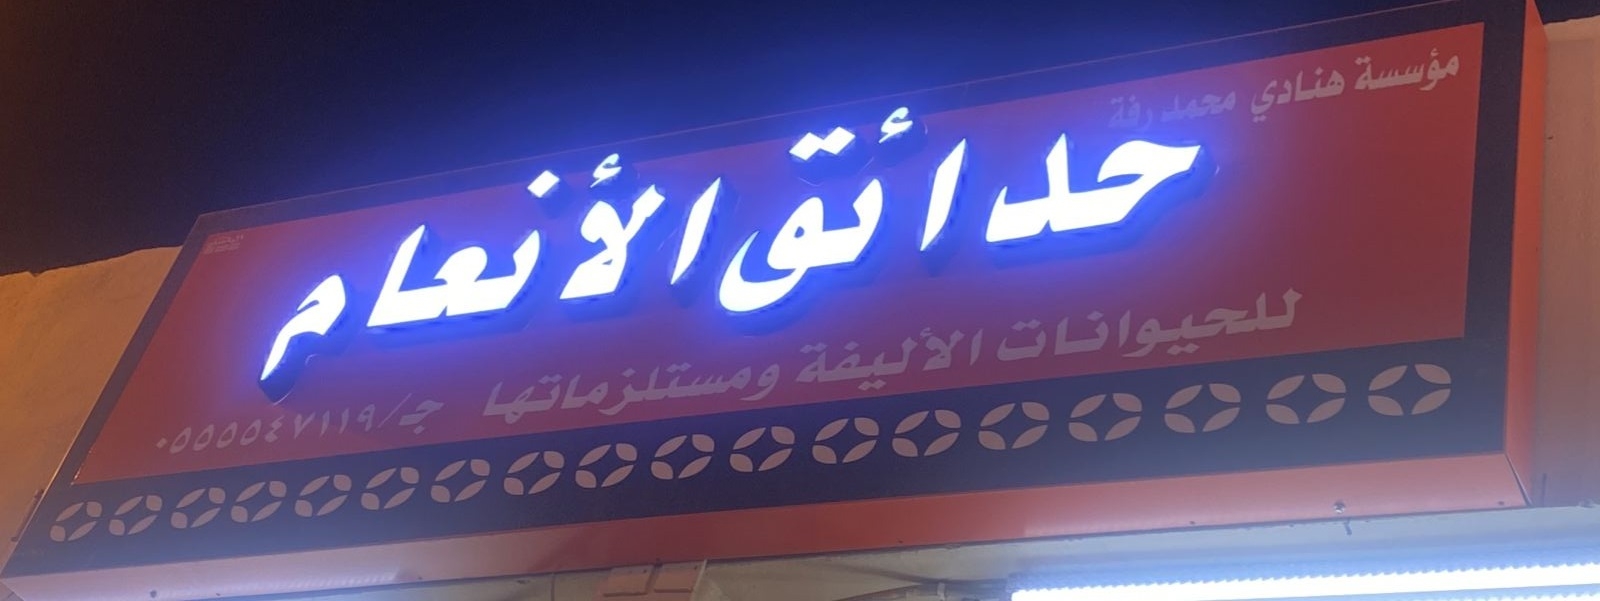 مؤسسة هنادي محمد رفة
حدائق الأنعام
للحيوانات الأليفة ومستلزماتها ج/٠٥٥٥٥٤٧١١٩